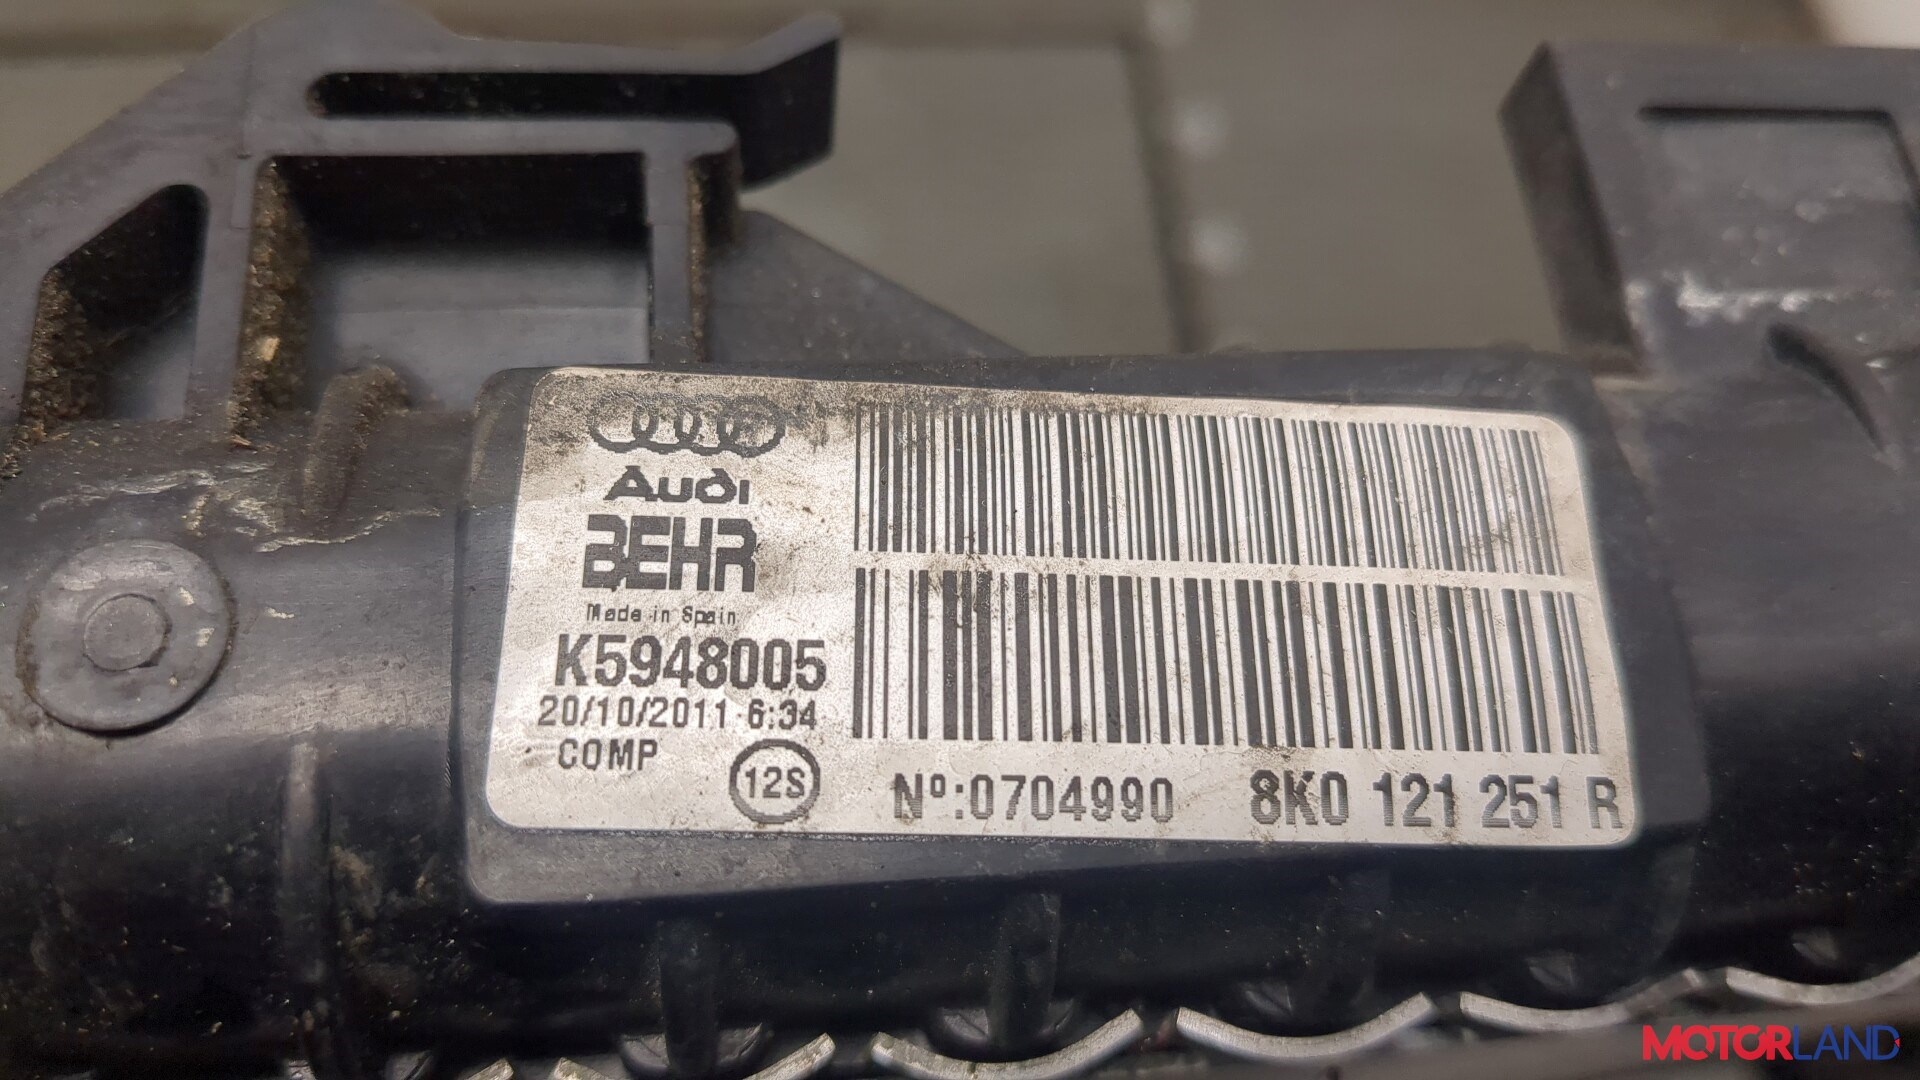 Audi
BEHR
Made in Spain
K5948005
20/10/2011 6:34
COMP
12S
Nº:0704990 8K0 121 251 R
MOTORLAND